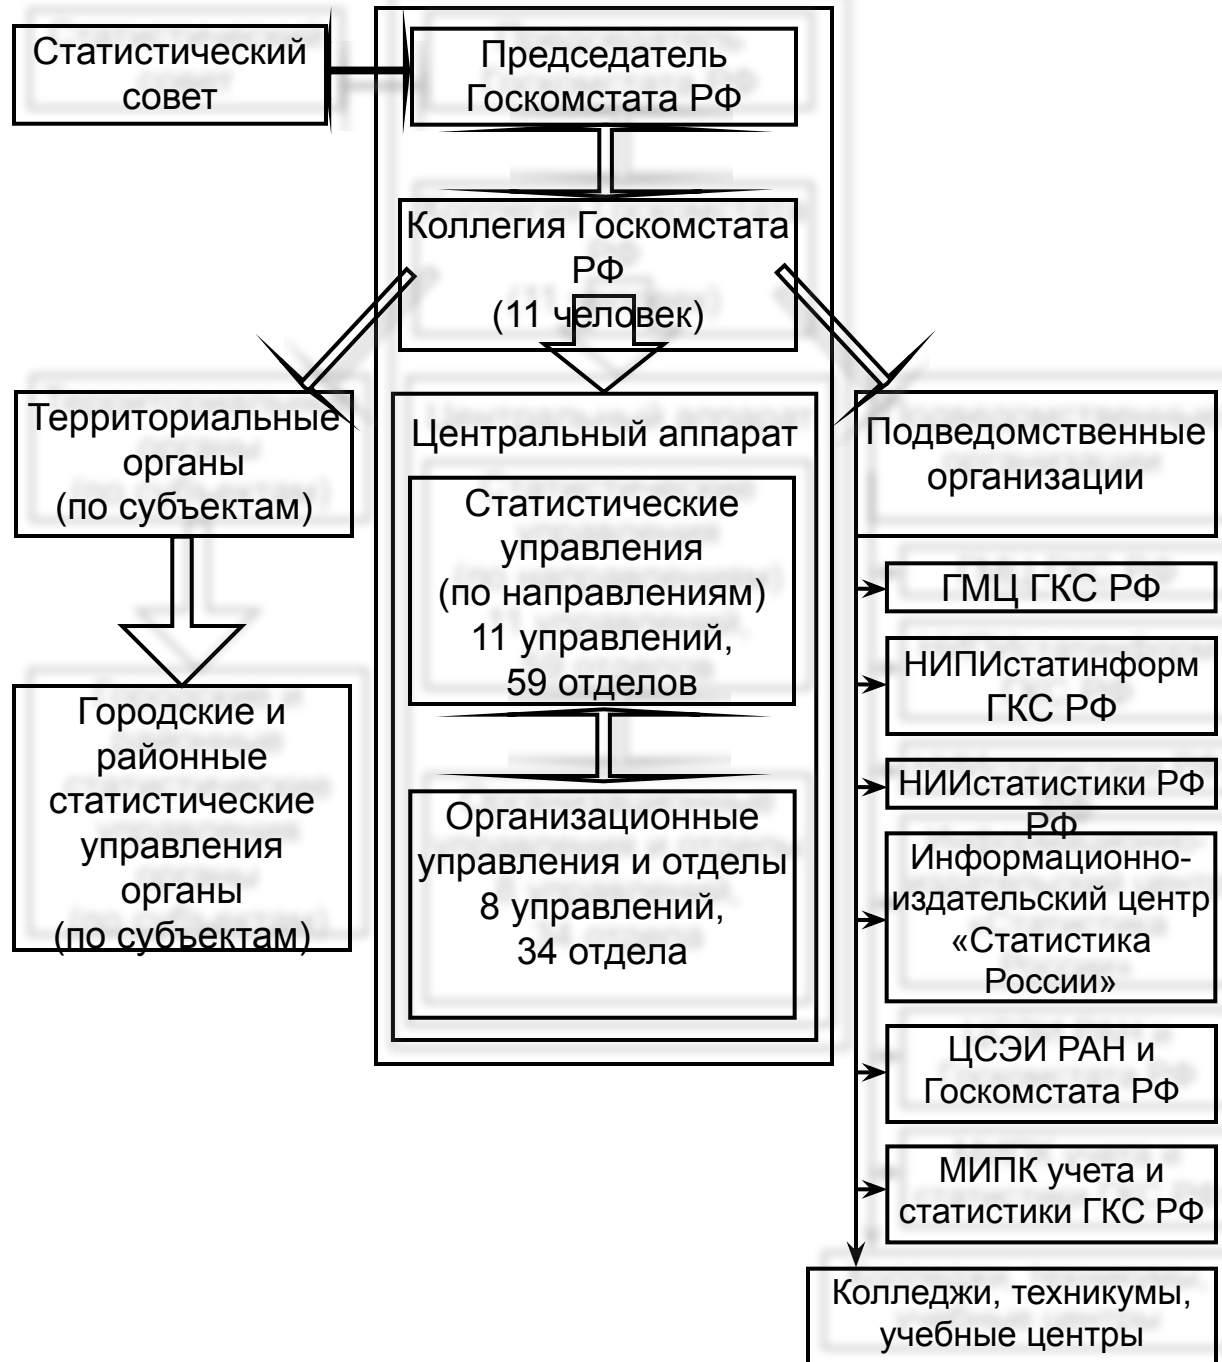 Статистический
совет
Председатель
Госкомстата РФ
Коллегия Госкомстата
РФ
(11 человек)
Территориальные
органы
(по субъектам)
Городские и
районные
статистические
управления
органы
(по субъектам)
Центральный аппарат
Статистические
управления
(по направлениям)
11 управлений,
59 отделов
Организационные
управления и отделы
8 управлений,
34 отдела
Подведомственные
организации
ГМЦ ГКС РФ
НИПИстатинформ
ГКС РФ
НИИстатистики РФ
РФ
Информационно-
издательский центр
«Статистика
России»
ЦСЭИ РАН и
Госкомстата РФ
МИПК учета и
статистики ГКС РФ
Колледжи, техникумы,
учебные центры